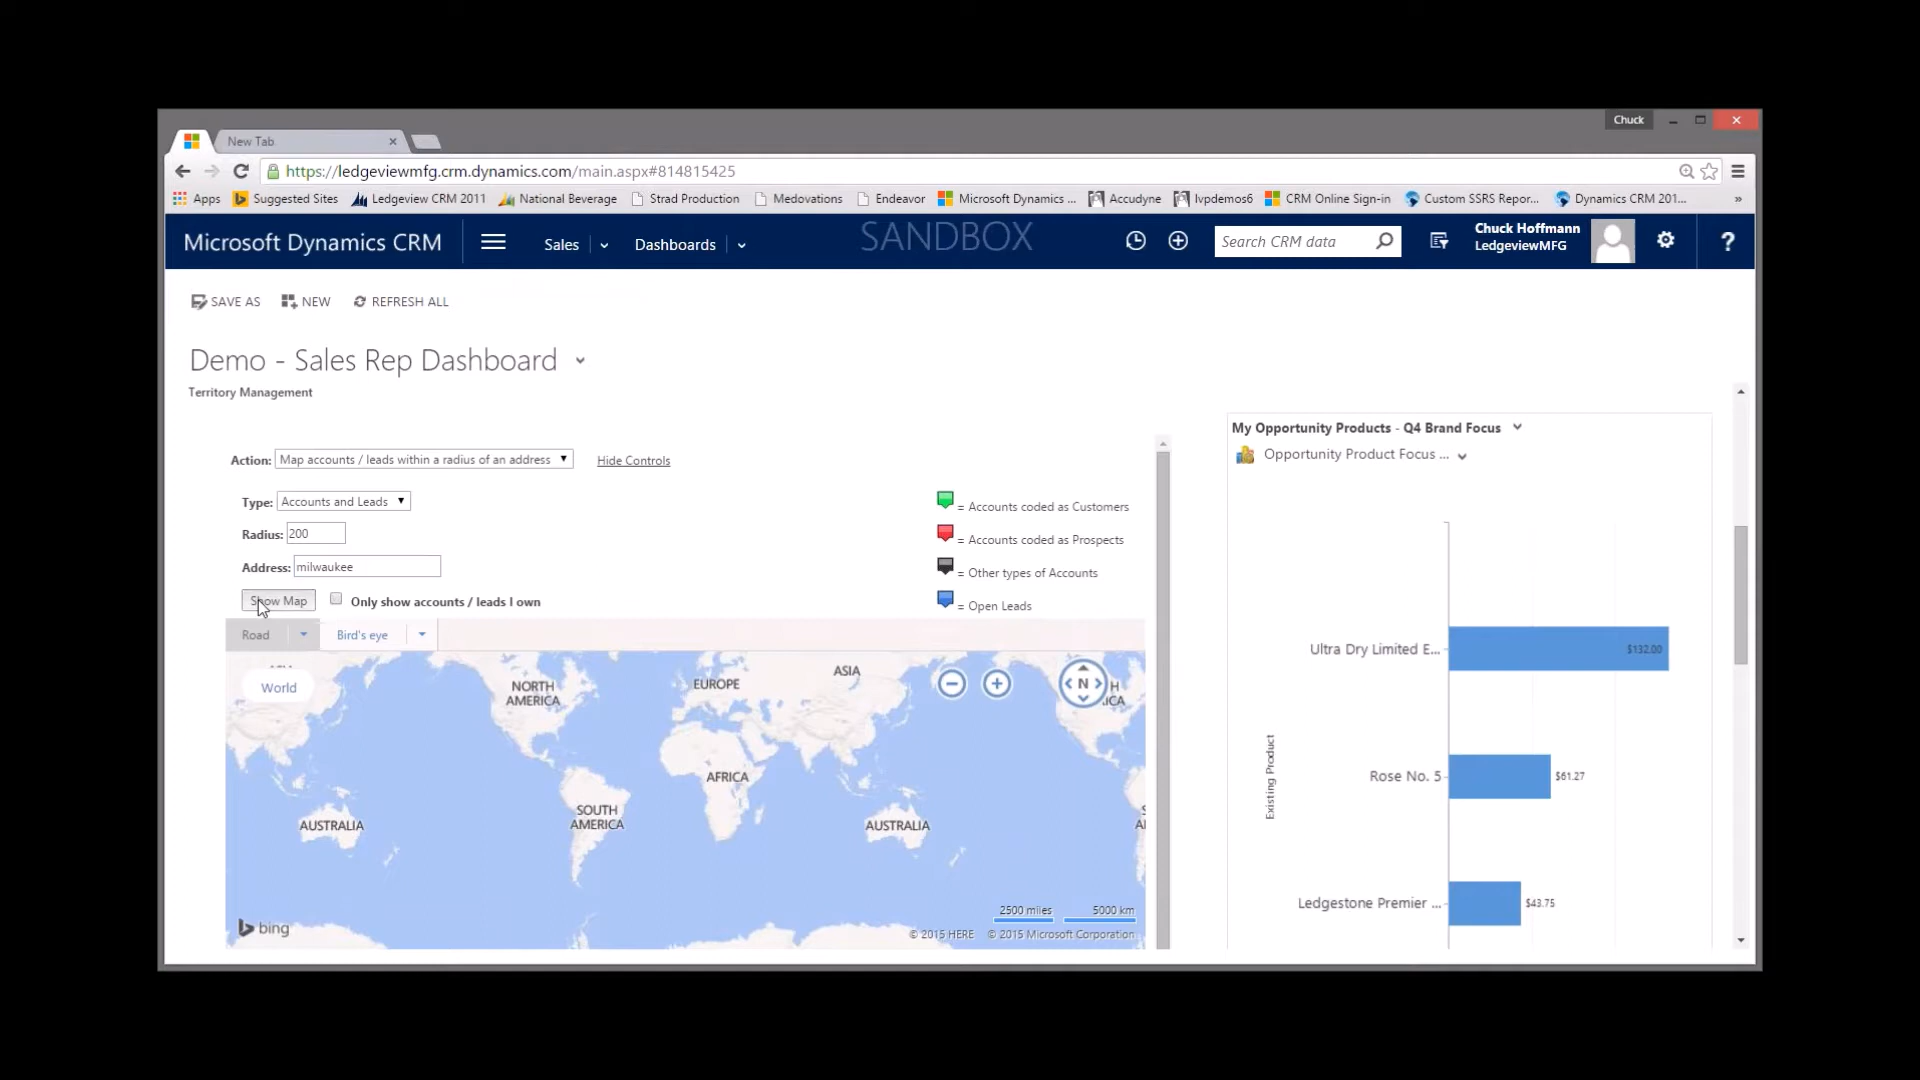 Chuck
New Tab
https://ledgeviewmfg.crm.dynamics.com/main.aspx#814815425
Apps Suggested Sites Ledgeview CRM 2011 National Beverage Strad Production Medovations Endeavor Microsoft Dynamics ... Accudyne lvpdemos6 CRM Online Sign-in Custom SSRS Repor... Dynamics CRM 201... »
Microsoft Dynamics CRM Sales Dashboards SANDBOX Search CRM data Chuck Hoffmann ?
LedgeviewMFG
SAVE AS NEW REFRESH ALL
Demo - Sales Rep Dashboard
Territory Management
Action: Map accounts / leads within a radius of an address Hide Controls
Type: Accounts and Leads
Radius: 200
Address: milwaukee
Show Map Only show accounts / leads I own
= Accounts coded as Customers
= Accounts coded as Prospects
= Other types of Accounts
= Open Leads
Road Bird's eye
World
NORTH
AMERICA
EUROPE
ASIA
N
AFRICA
SOUTH
AMERICA
AUSTRALIA
AUSTRALIA
bing
2500 miles 5000 km
© 2015 HERE © 2015 Microsoft Corporation
My Opportunity Products - Q4 Brand Focus
Opportunity Product Focus ...
Existing Product
Ultra Dry Limited E... $132.00
Rose No. 5 $61.27
Ledgestone Premier ... $43.75